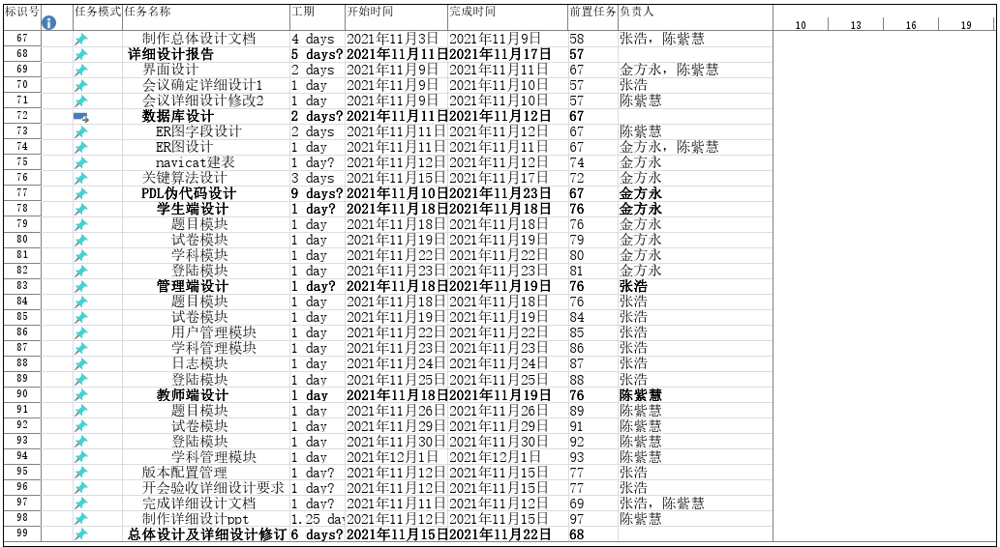 标识号 任务模式 任务名称 工期 开始时间 完成时间 前置任务 负责人
10 13 16 19
67 制作总体设计文档 4 days 2021年11月3日 2021年11月9日 58 张浩，陈紫慧
68 详细设计报告 5 days? 2021年11月11日 2021年11月17日 57
69 界面设计 2 days 2021年11月9日 2021年11月11日 67 金方永，陈紫慧
70 会议确定详细设计1 1 day 2021年11月9日 2021年11月10日 57 张浩
71 会议详细设计修改2 1 day 2021年11月9日 2021年11月10日 57 陈紫慧
72 数据库设计 2 days? 2021年11月11日 2021年11月12日 67
73 ER图字段设计 2 days 2021年11月11日 2021年11月12日 67 陈紫慧
74 ER图设计 1 day 2021年11月11日 2021年11月11日 67 金方永，陈紫慧
75 navicat建表 1 day? 2021年11月12日 2021年11月12日 74 金方永
76 关键算法设计 3 days 2021年11月15日 2021年11月17日 72 金方永
77 PDL伪代码设计 9 days? 2021年11月10日 2021年11月23日 67 金方永
78 学生端设计 1 day? 2021年11月18日 2021年11月18日 76 金方永
79 题目模块 1 day 2021年11月18日 2021年11月18日 76 金方永
80 试卷模块 1 day 2021年11月19日 2021年11月19日 79 金方永
81 学科模块 1 day 2021年11月22日 2021年11月22日 80 金方永
82 登陆模块 1 day 2021年11月23日 2021年11月23日 81 金方永
83 管理端设计 1 day? 2021年11月18日 2021年11月19日 76 张浩
84 题目模块 1 day 2021年11月18日 2021年11月18日 76 张浩
85 试卷模块 1 day 2021年11月19日 2021年11月19日 84 张浩
86 用户管理模块 1 day 2021年11月22日 2021年11月22日 85 张浩
87 学科管理模块 1 day 2021年11月23日 2021年11月23日 86 张浩
88 日志模块 1 day 2021年11月24日 2021年11月24日 87 张浩
89 登陆模块 1 day 2021年11月25日 2021年11月25日 88 张浩
90 教师端设计 1 day 2021年11月18日 2021年11月19日 76 陈紫慧
91 题目模块 1 day 2021年11月26日 2021年11月26日 89 陈紫慧
92 试卷模块 1 day 2021年11月29日 2021年11月29日 91 陈紫慧
93 登陆模块 1 day 2021年11月30日 2021年11月30日 92 陈紫慧
94 学科管理模块 1 day 2021年12月1日 2021年12月1日 93 陈紫慧
95 版本配置管理 1 day? 2021年11月12日 2021年11月15日 77 张浩
96 开会验收详细设计要求 1 day? 2021年11月12日 2021年11月15日 77 张浩
97 完成详细设计文档 1 day? 2021年11月11日 2021年11月12日 69 张浩，陈紫慧
98 制作详细设计ppt 1.25 day 2021年11月12日 2021年11月15日 97 陈紫慧
99 总体设计及详细设计修订 6 days? 2021年11月15日 2021年11月22日 68